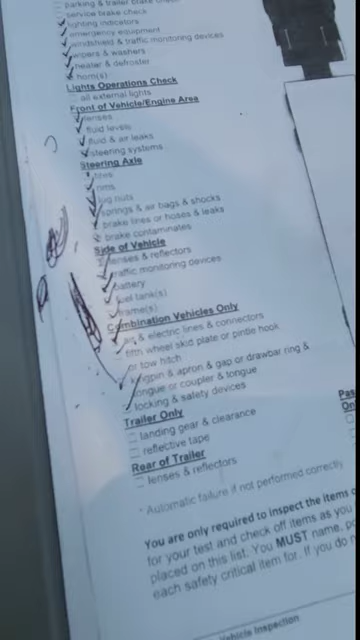 parking & trailer brake check
service brake check
lighting indicators
emergency equipment
windshield & traffic monitoring devices
wipers & washers
heater & defroster
horn(s)
Lights Operations Check
all external lights
Front of Vehicle/Engine Area
lenses
fluid levels
fluid & air leaks
steering systems
Steering Axle
tires
rims
lug nuts
springs & air bags & shocks
brake lines or hoses & leaks
brake contaminates
Side of Vehicle
lenses & reflectors
traffic monitoring devices
battery
fuel tank(s)
frame(s)
Combination Vehicles Only
air & electric lines & connectors
fifth wheel skid plate or pintle hook
or tow hitch
kingpin & apron & gap or drawbar ring &
tongue or coupler & tongue
locking & safety devices
Trailer Only
landing gear & clearance
reflective tape
Rear of Trailer
lenses & reflectors
* Automatic failure if not performed correctly
Pas
On
You are only required to inspect the items o
for your test and check off items as you
placed on this list. You MUST name, p
each safety critical item for. If you do n
Vehicle Inspection